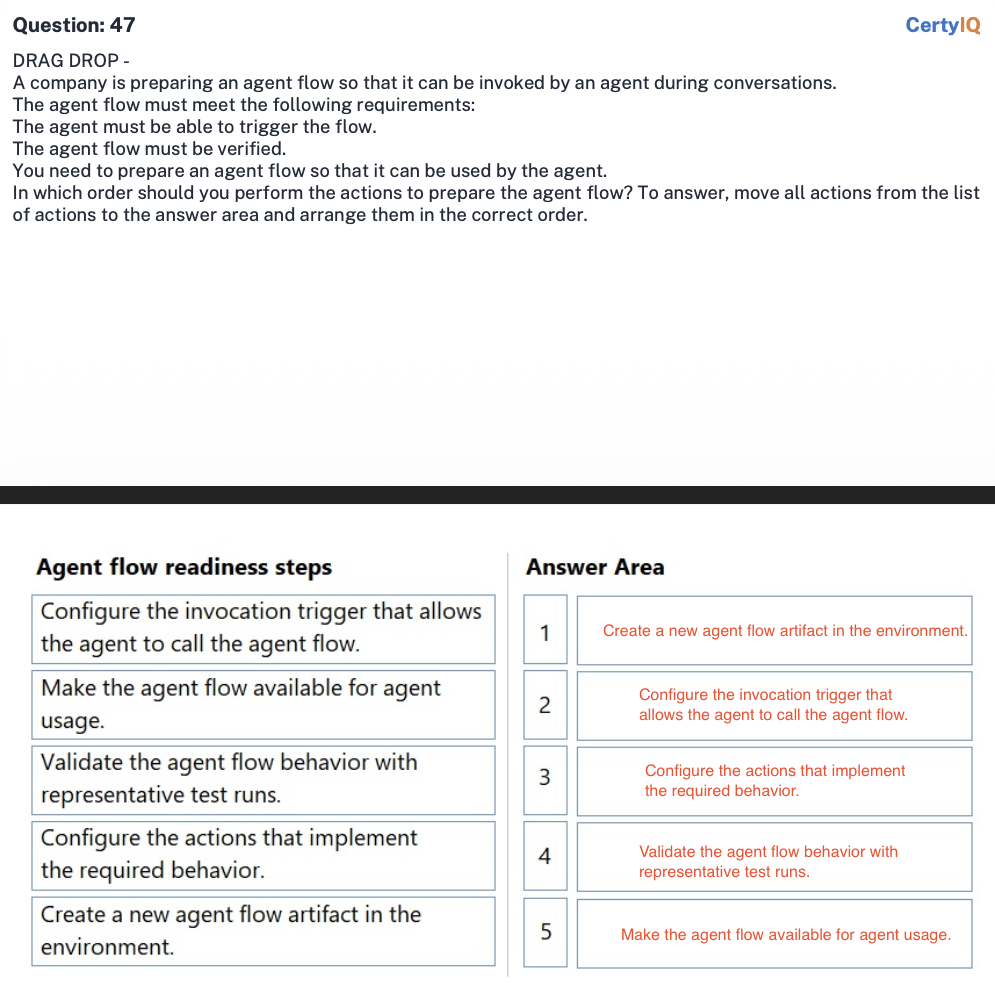 Question: 47
CertyIQ
DRAG DROP -
A company is preparing an agent flow so that it can be invoked by an agent during conversations.
The agent flow must meet the following requirements:
The agent must be able to trigger the flow.
The agent flow must be verified.
You need to prepare an agent flow so that it can be used by the agent.
In which order should you perform the actions to prepare the agent flow? To answer, move all actions from the list
of actions to the answer area and arrange them in the correct order.
Agent flow readiness steps
Configure the invocation trigger that allows
the agent to call the agent flow.
Make the agent flow available for agent
usage.
Validate the agent flow behavior with
representative test runs.
Configure the actions that implement
the required behavior.
Create a new agent flow artifact in the
environment.
Answer Area
1
Create a new agent flow artifact in the environment.
2
Configure the invocation trigger that
allows the agent to call the agent flow.
3
Configure the actions that implement
the required behavior.
4
Validate the agent flow behavior with
representative test runs.
5
Make the agent flow available for agent usage.